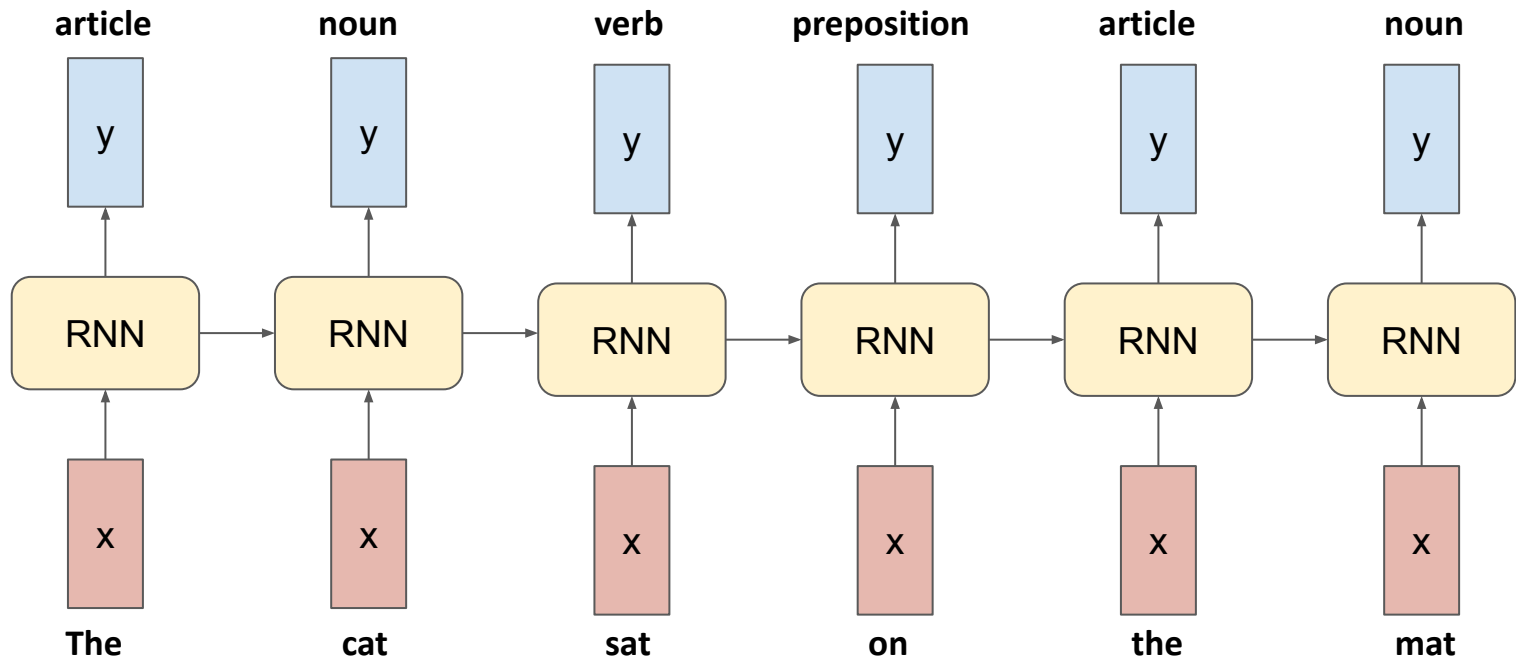 article noun verb preposition article noun
y y y y y y
RNN RNN RNN RNN RNN RNN
x x x x x x
The cat sat on the mat